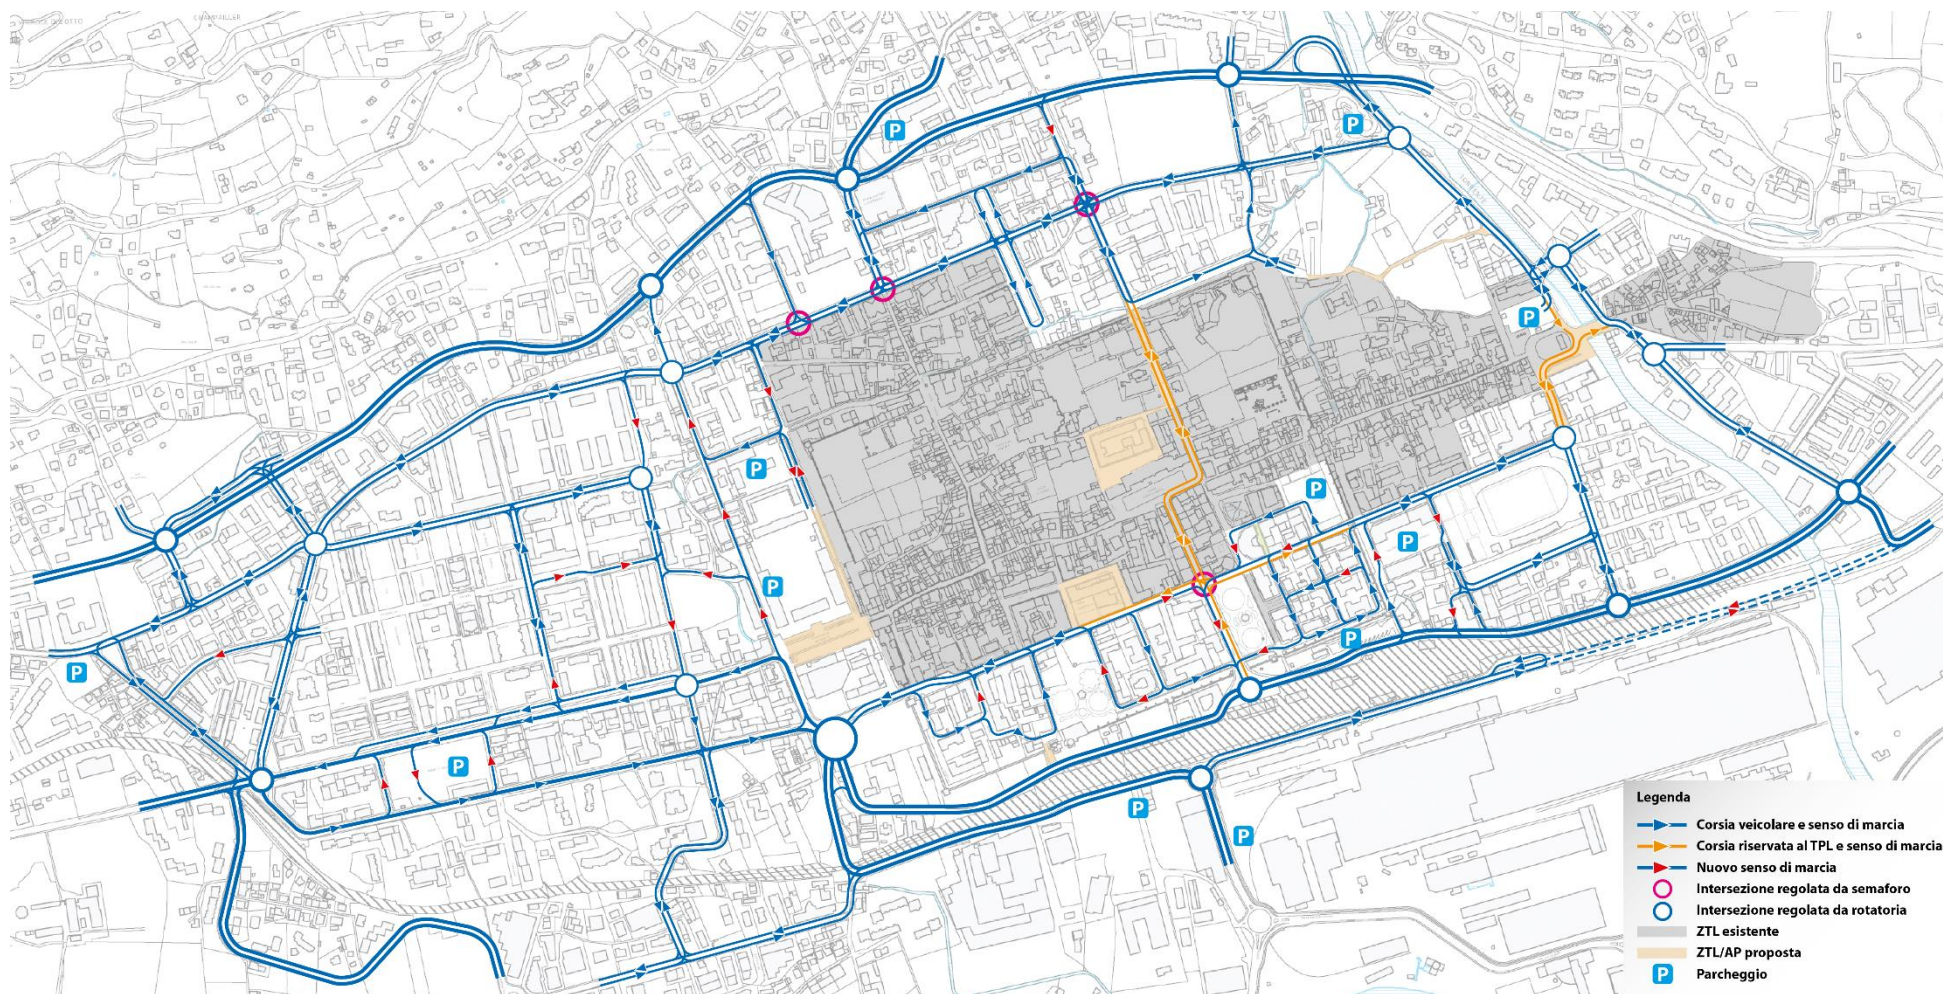 CHAMPAILLER
P
P
P
P
P
P
P
P
P
P
P
P
P
P
Legenda
Corsia veicolare e senso di marcia
Corsia riservata al TPL e senso di marcia
Nuovo senso di marcia
Intersezione regolata da semaforo
Intersezione regolata da rotatoria
ZTL esistente
ZTL/AP proposta
P Parcheggio